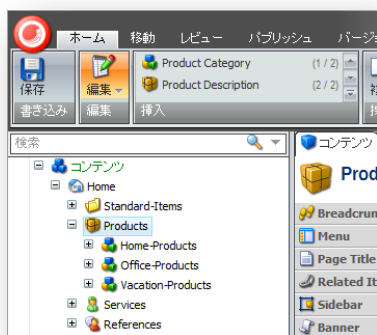 ホーム 移動 レビュー パブリッシュ
Product Category (1 / 2)
Product Description (2 / 2)
保存 編集
書き込み 編集 挿入
検索
コンテンツ
コンテンツ
Home
Standard-Items
Products
Home-Products
Office-Products
Vacation-Products
Services
References
Menu
Page Title
Sidebar
Banner